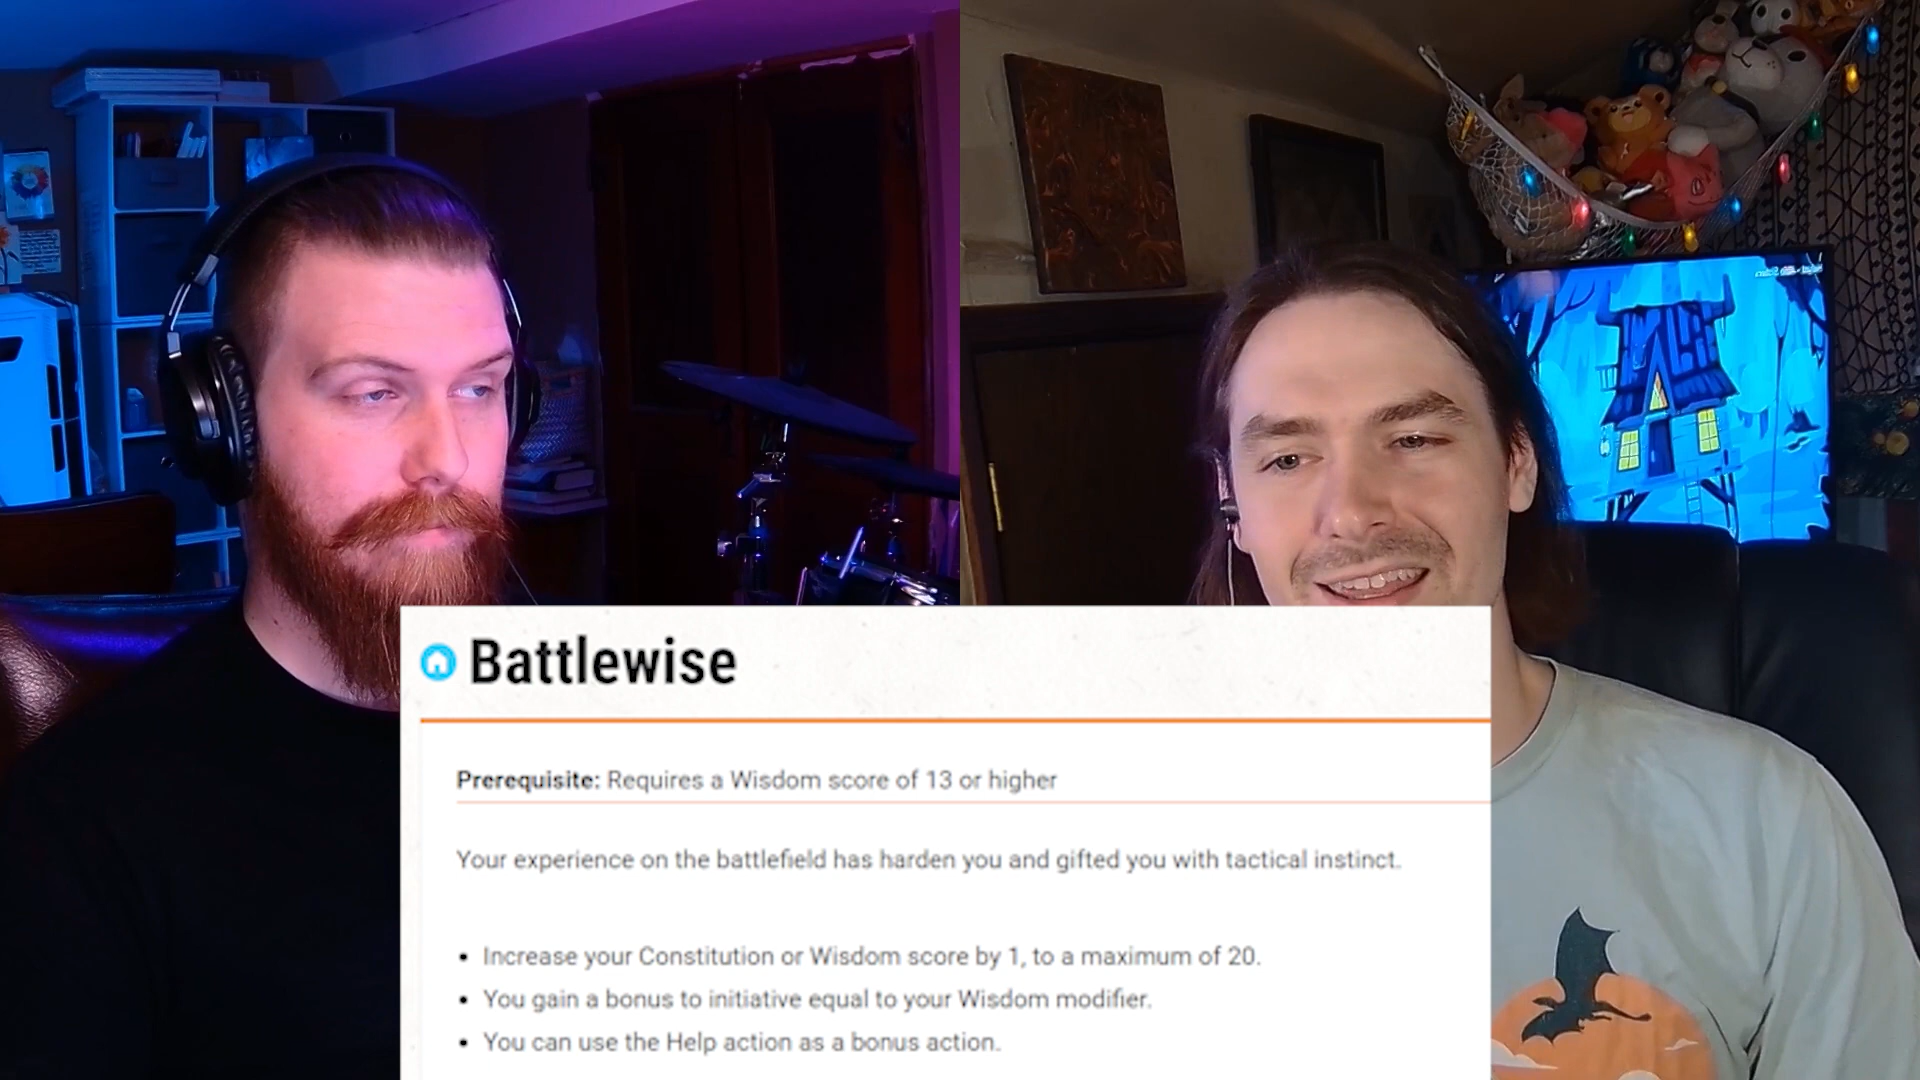 Battlewise
Prerequisite: Requires a Wisdom score of 13 or higher
Your experience on the battlefield has harden you and gifted you with tactical instinct.
• Increase your Constitution or Wisdom score by 1, to a maximum of 20.
• You gain a bonus to initiative equal to your Wisdom modifier.
• You can use the Help action as a bonus action.